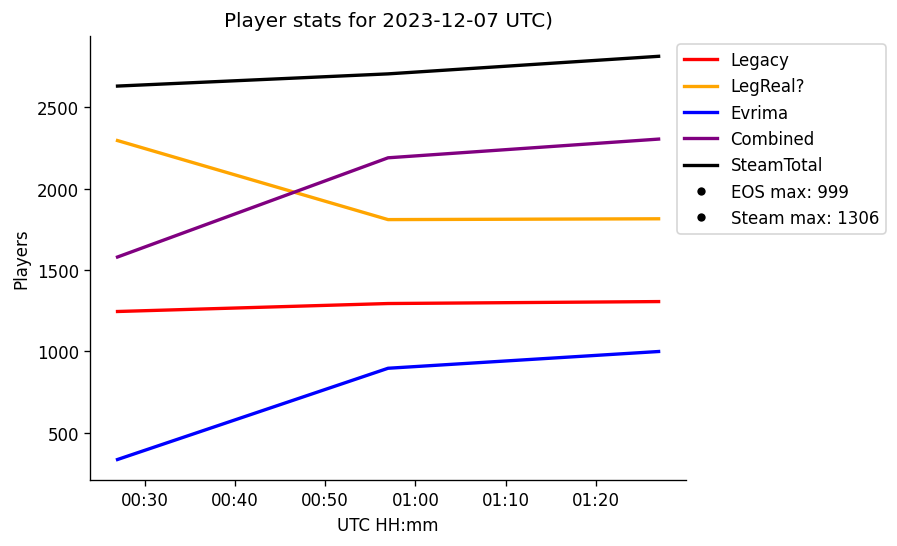 Player stats for 2023-12-07 UTC)
Legacy
LegReal?
Evrima
Combined
SteamTotal
EOS max: 999
Steam max: 1306
Players
2500
2000
1500
1000
500
00:30 00:40 00:50 01:00 01:10 01:20
UTC HH:mm